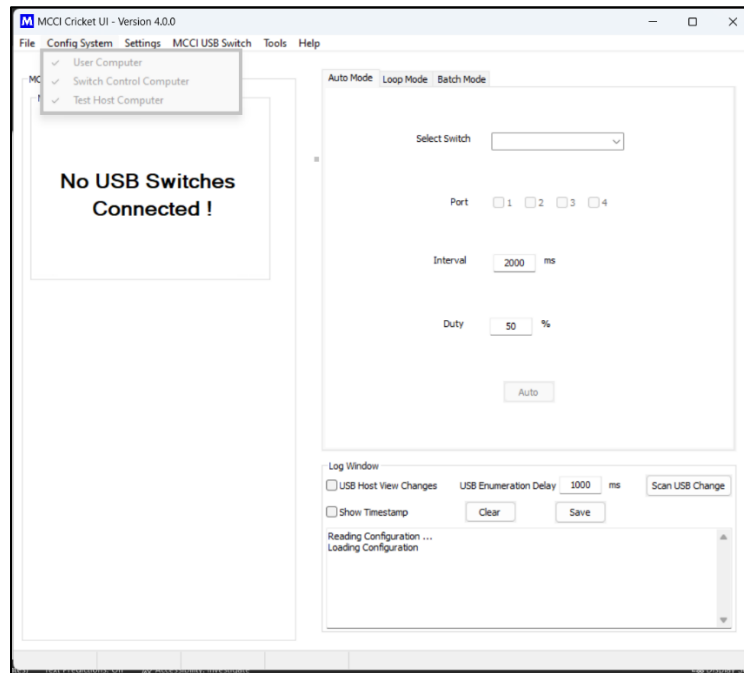 M MCCI Cricket UI - Version 4.0.0
File Config System Settings MCCI USB Switch Tools Help
✓ User Computer
✓ Switch Control Computer
✓ Test Host Computer
No USB Switches
Connected !
Auto Mode Loop Mode Batch Mode
Select Switch
Port 1 2 3 4
Interval 2000 ms
Duty 50 %
Auto
Log Window
USB Host View Changes USB Enumeration Delay 1000 ms Scan USB Change
Show Timestamp Clear Save
Reading Configuration ...
Loading Configuration